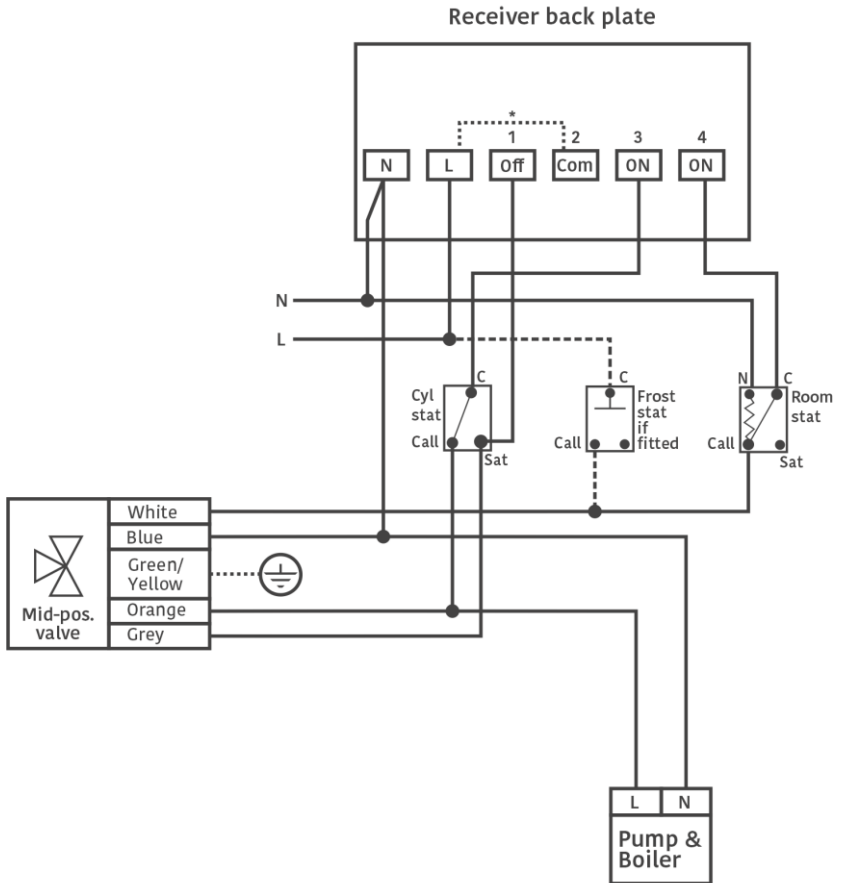 Receiver back plate
*
1 2 3 4
N L Off Com ON ON
N
L
C
Cyl
stat
Call
Sat
C
Frost
stat
if
fitted
Call
N C
Room
stat
Call
Sat
White
Blue
Green/
Yellow
Orange
Grey
Mid-pos.
valve
L N
Pump &
Boiler